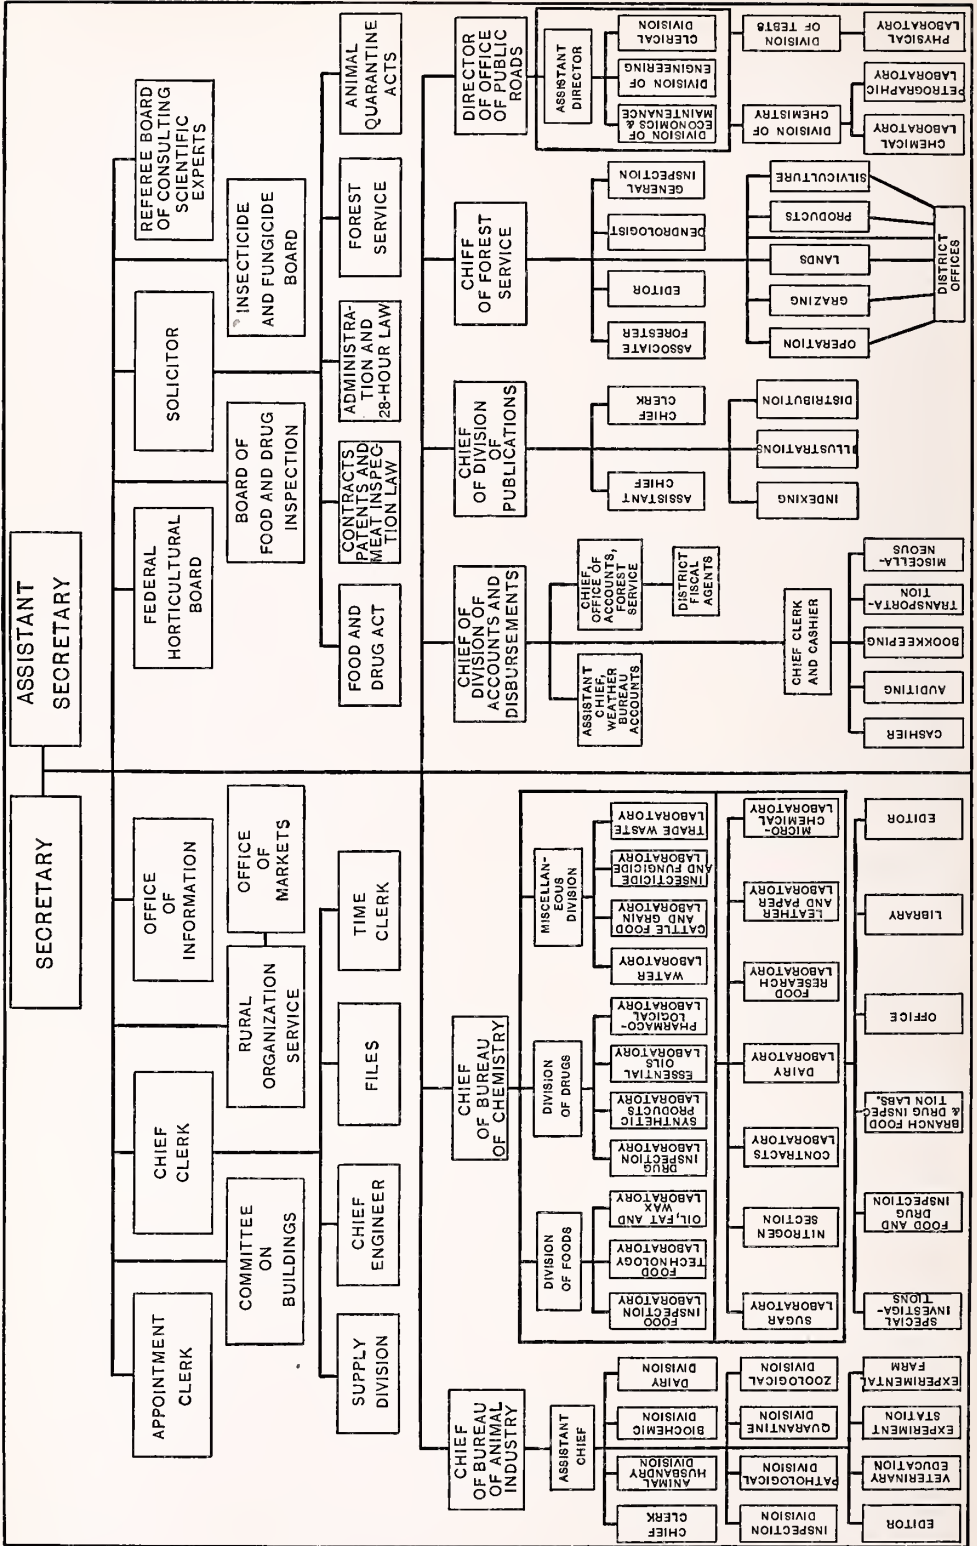 SECRETARY
ASSISTANT
SECRETARY
APPOINTMENT
CLERK
CHIEF
CLERK
OFFICE
OF
INFORMATION
FEDERAL
HORTICULTURAL
BOARD
SOLICITOR
REFEREE BOARD
OF CONSULTING
SCIENTIFIC
EXPERTS
COMMITTEE
ON
BUILDINGS
RURAL
ORGANIZATION
SERVICE
OFFICE
OF
MARKETS
BOARD OF
FOOD AND DRUG
INSPECTION
INSECTICIDE
AND FUNGICIDE
BOARD
SUPPLY
DIVISION
CHIEF
ENGINEER
FILES
TIME
CLERK
FOOD AND
DRUG ACT
CONTRACTS
PATENTS AND
MEAT INSPEC-
TION LAW
ADMINISTRA-
TION AND
28-HOUR LAW
FOREST
SERVICE
ANIMAL
QUARANTINE
ACTS
CHIEF
OF BUREAU
OF ANIMAL
INDUSTRY
CHIEF
OF BUREAU
OF CHEMISTRY
CHIEF OF
DIVISION OF
ACCOUNTS AND
DISBURSEMENTS
CHIEF
OF DIVISION
OF
PUBLICATIONS
CHIFF
OF FOREST
SERVICE
DIRECTOR
OF OFFICE
OF PUBLIC
ROADS
ASSISTANT
CHIEF
CHIEF
CLERK
ANIMAL
HUSBANDRY
DIVISION
BIOCHEMIC
DIVISION
DAIRY
DIVISION
INSPECTION
DIVISION
PATHOLOGICAL
DIVISION
QUARANTINE
DIVISION
ZOOLOGICAL
DIVISION
EDITOR
VETERINARY
EDUCATION
EXPERIMENT
STATION
EXPERIMENTAL
FARM
DIVISION
OF FOODS
DIVISION
OF DRUGS
MISCELLAN-
EOUS
DIVISION
FOOD
INSPECTION
LABORATORY
FOOD
TECHNOLOGY
LABORATORY
OIL, FAT AND
WAX
LABORATORY
DRUG
INSPECTION
LABORATORY
SYNTHETIC
PRODUCTS
LABORATORY
ESSENTIAL
OILS
LABORATORY
PHARMACO-
LOGICAL
LABORATORY
WATER
LABORATORY
CATTLE FOOD
AND GRAIN
LABORATORY
INSECTICIDE
AND FUNGICIDE
LABORATORY
TRADE WASTE
LABORATORY
SUGAR
LABORATORY
NITROGEN
SECTION
CONTRACTS
LABORATORY
DAIRY
LABORATORY
FOOD
RESEARCH
LABORATORY
LEATHER
AND PAPER
LABORATORY
MICRO-
CHEMICAL
LABORATORY
SPECIAL
INVESTIGA-
TIONS
FOOD AND
DRUG
INSPECTION
BRANCH FOOD
& DRUG INSPEC
TION LABS.
OFFICE
LIBRARY
EDITOR
ASSISTANT
CHIEF,
WEATHER
BUREAU
ACCOUNTS
CHIEF,
OFFICE OF
ACCOUNTS,
FOREST
SERVICE
DISTRICT
FISCAL
AGENTS
CHIEF CLERK
AND CASHIER
CASHIER
AUDITING
BOOKKEEPING
TRANSPORTA-
TION
MISCELLA-
NEOUS
ASSISTANT
CHIEF
CHIEF
CLERK
INDEXING
ILLUSTRATIONS
DISTRIBUTION
ASSOCIATE
FORESTER
EDITOR
DENDROLOGIST
GENERAL
INSPECTION
OPERATION
GRAZING
LANDS
PRODUCTS
SILVICULTURE
DISTRICT
OFFICES
ASSISTANT
DIRECTOR
DIVISION OF
ECONOMICS &
MAINTENANCE
DIVISION OF
ENGINEERING
CLERICAL
DIVISION
DIVISION OF
CHEMISTRY
DIVISION
OF TESTS
CHEMICAL
LABORATORY
PETROGRAPHIC
LABORATORY
PHYSICAL
LABORATORY